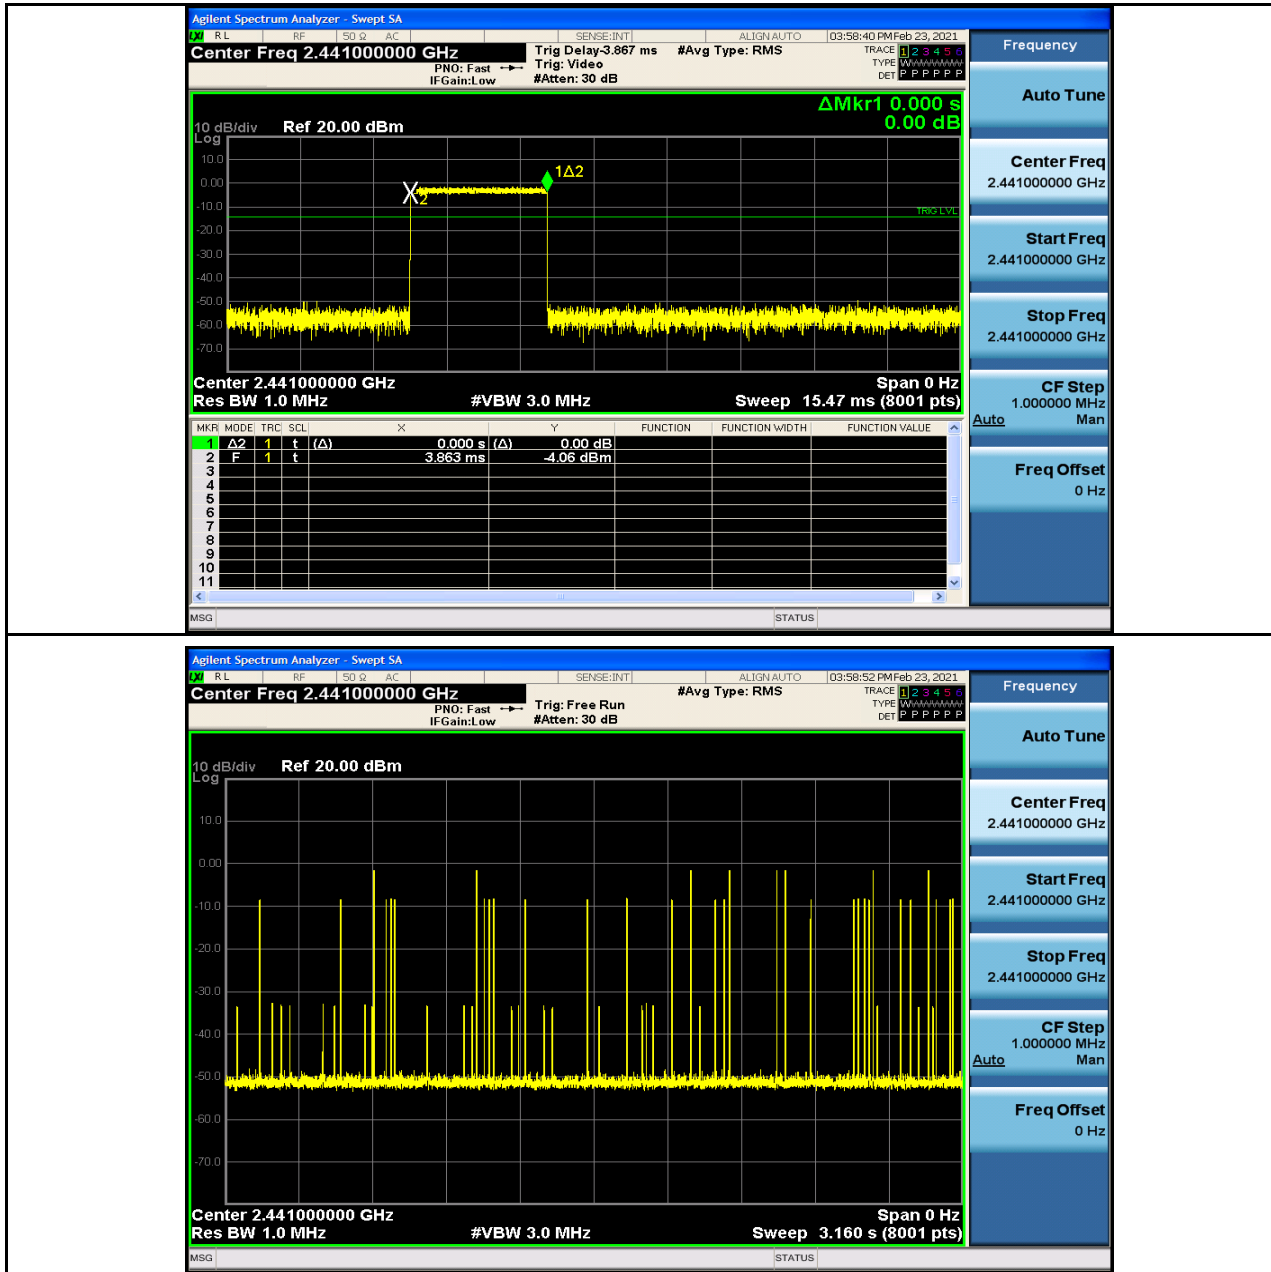 Agilent Spectrum Analyzer - Swept SA
LXI RL RF 50 Ω AC SENSE:INT ALIGN AUTO 03:58:40 PM Feb 23, 2021
Center Freq 2.441000000 GHz
PNO: Fast
IFGain:Low
Trig Delay-3.867 ms
Trig: Video
#Atten: 30 dB
#Avg Type: RMS
TRACE 1 2 3 4 5 6
TYPE W
DET P P P P P P
ΔMkr1 0.000 s
0.00 dB
10 dB/div Ref 20.00 dBm
Log
10.0
0.00
-10.0
-20.0
-30.0
-40.0
-50.0
-60.0
-70.0
2
1Δ2
TRIG LVL
Center 2.441000000 GHz Span 0 Hz
Res BW 1.0 MHz #VBW 3.0 MHz Sweep 15.47 ms (8001 pts)
MKR MODE TRC SCL X Y FUNCTION FUNCTION WIDTH FUNCTION VALUE
1 Δ2 1 t (Δ) 0.000 s (Δ) 0.00 dB
2 F 1 t 3.863 ms -4.06 dBm
3
4
5
6
7
8
9
10
11
MSG STATUS
Frequency
Auto Tune
Center Freq
2.441000000 GHz
Start Freq
2.441000000 GHz
Stop Freq
2.441000000 GHz
CF Step
1.000000 MHz
Auto Man
Freq Offset
0 Hz
Agilent Spectrum Analyzer - Swept SA
LXI RL RF 50 Ω AC SENSE:INT ALIGN AUTO 03:58:52 PM Feb 23, 2021
Center Freq 2.441000000 GHz
PNO: Fast
IFGain:Low
Trig: Free Run
#Atten: 30 dB
#Avg Type: RMS
TRACE 1 2 3 4 5 6
TYPE W
DET P P P P P P
10 dB/div Ref 20.00 dBm
Log
10.0
0.00
-10.0
-20.0
-30.0
-40.0
-50.0
-60.0
-70.0
Center 2.441000000 GHz Span 0 Hz
Res BW 1.0 MHz #VBW 3.0 MHz Sweep 3.160 s (8001 pts)
MSG STATUS
Frequency
Auto Tune
Center Freq
2.441000000 GHz
Start Freq
2.441000000 GHz
Stop Freq
2.441000000 GHz
CF Step
1.000000 MHz
Auto Man
Freq Offset
0 Hz